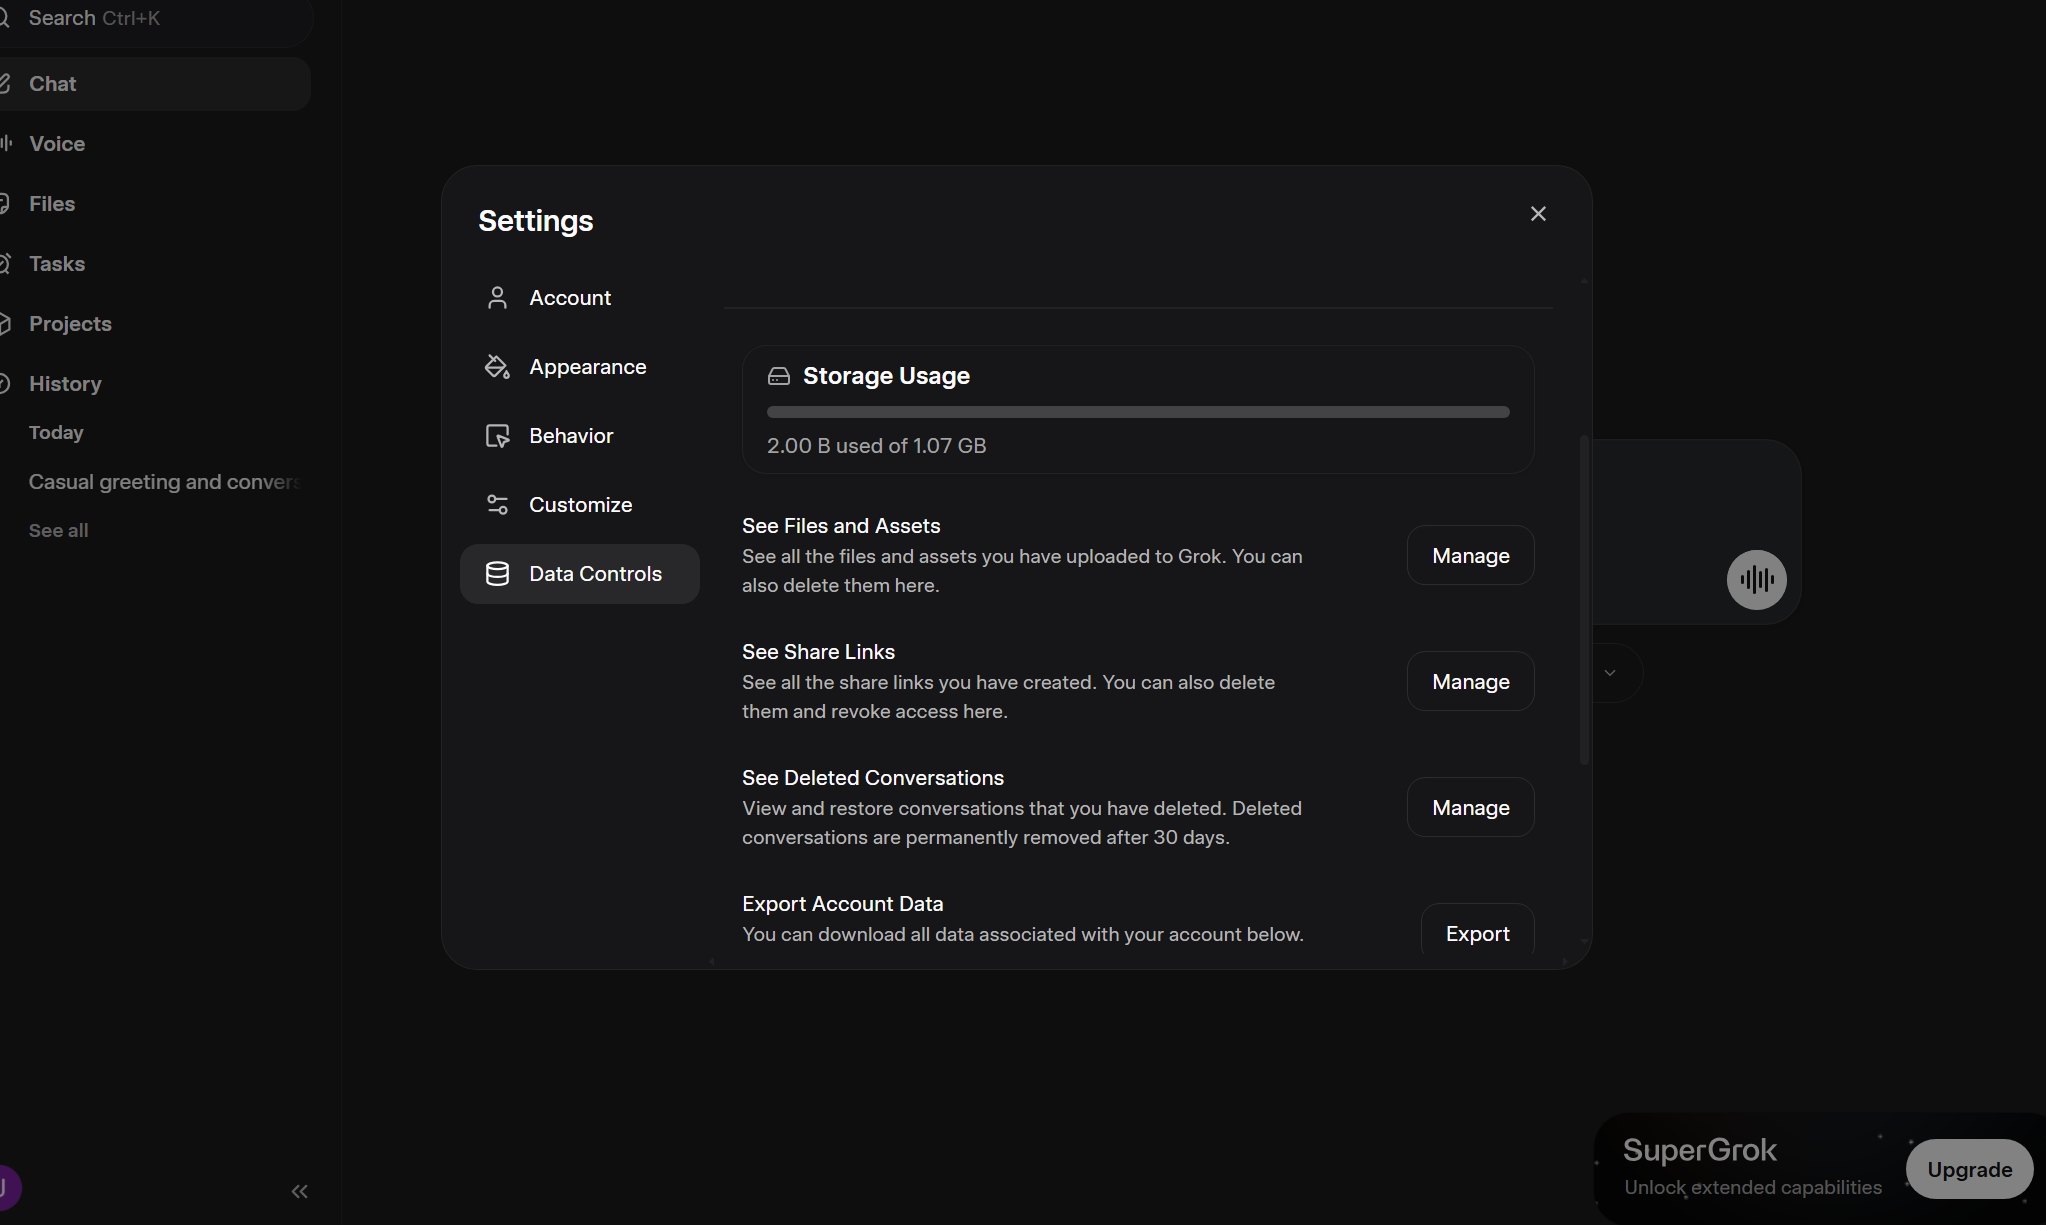 Search Ctrl+K
Chat
Voice
Files
Tasks
Projects
History
Today
Casual greeting and convers
See all
Settings
Account
Appearance
Behavior
Customize
Data Controls
Storage Usage
2.00 B used of 1.07 GB
See Files and Assets
See all the files and assets you have uploaded to Grok. You can
also delete them here.
Manage
See Share Links
See all the share links you have created. You can also delete
them and revoke access here.
Manage
See Deleted Conversations
View and restore conversations that you have deleted. Deleted
conversations are permanently removed after 30 days.
Manage
Export Account Data
You can download all data associated with your account below.
Export
SuperGrok
Unlock extended capabilities
Upgrade